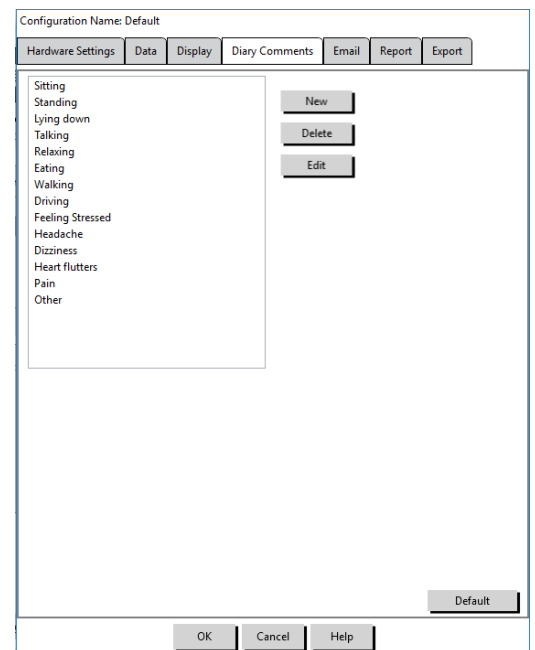 Configuration Name: Default
Hardware Settings Data Display Diary Comments Email Report Export
Sitting
Standing
Lying down
Talking
Relaxing
Eating
Walking
Driving
Feeling Stressed
Headache
Dizziness
Heart flutters
Pain
Other
New
Delete
Edit
Default
OK Cancel Help